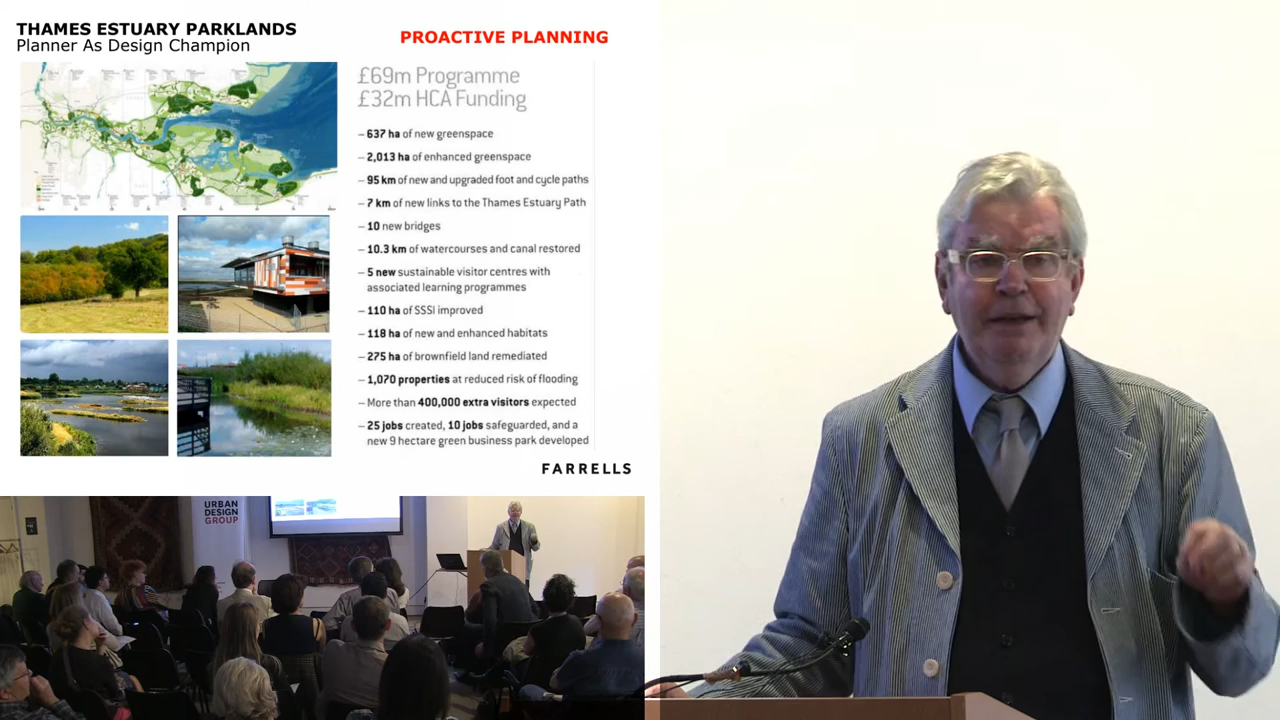 THAMES ESTUARY PARKLANDS
Planner As Design Champion
PROACTIVE PLANNING
£69m Programme
£32m HCA Funding
– 637 ha of new greenspace
– 2,013 ha of enhanced greenspace
– 95 km of new and upgraded foot and cycle paths
– 7 km of new links to the Thames Estuary Path
– 10 new bridges
– 10.3 km of watercourses and canal restored
– 5 new sustainable visitor centres with
associated learning programmes
– 110 ha of SSSI improved
– 118 ha of new and enhanced habitats
– 275 ha of brownfield land remediated
– 1,070 properties at reduced risk of flooding
– More than 400,000 extra visitors expected
– 25 jobs created, 10 jobs safeguarded, and a
new 9 hectare green business park developed
FARRELLS
URBAN
DESIGN
GROUP